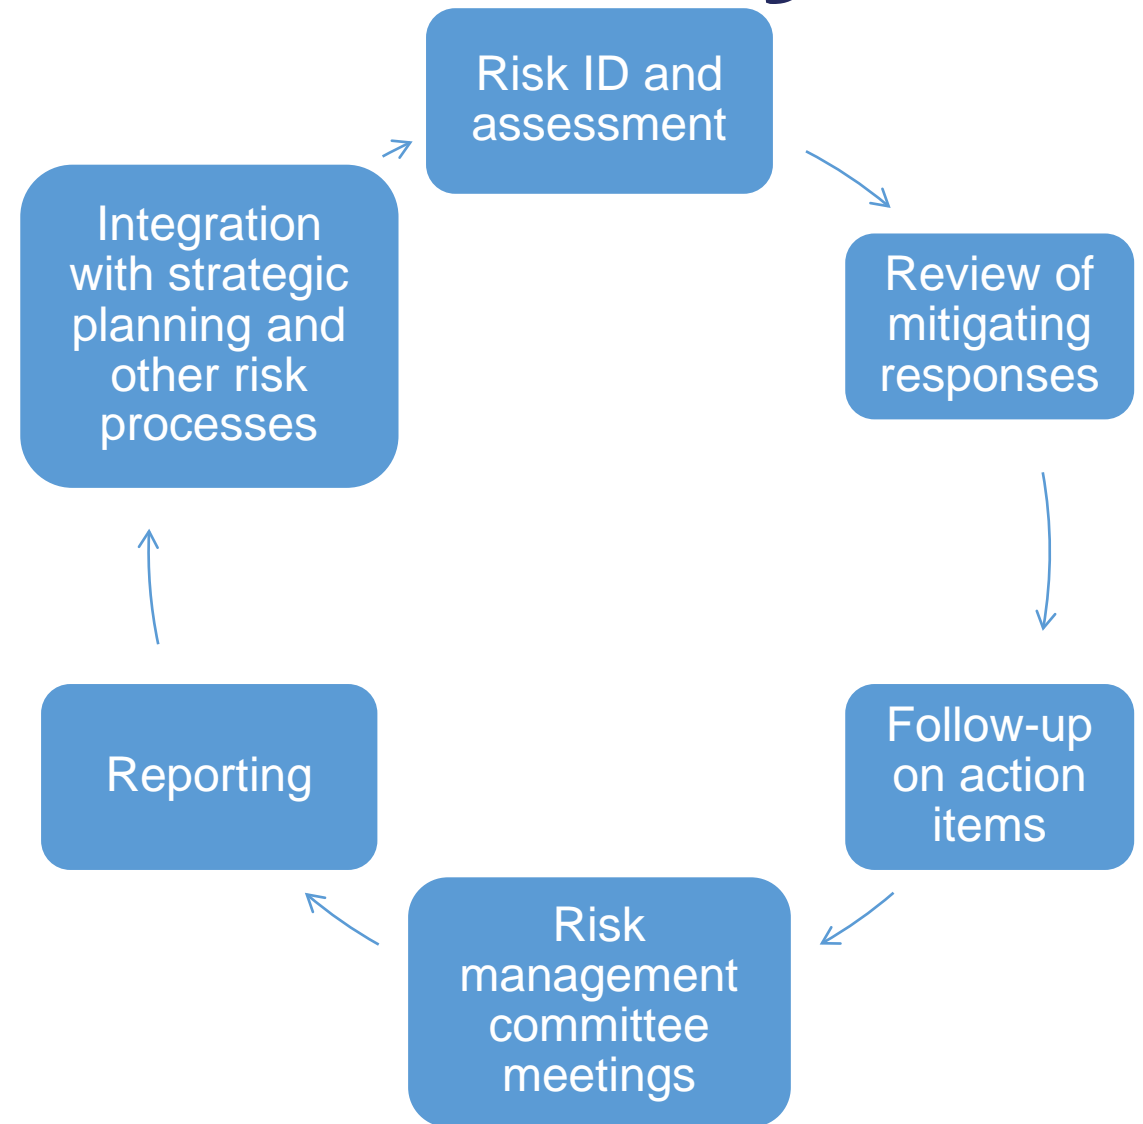 Risk ID and
assessment
Review of
mitigating
responses
Follow-up
on action
items
Risk
management
committee
meetings
Reporting
Integration
with strategic
planning and
other risk
processes